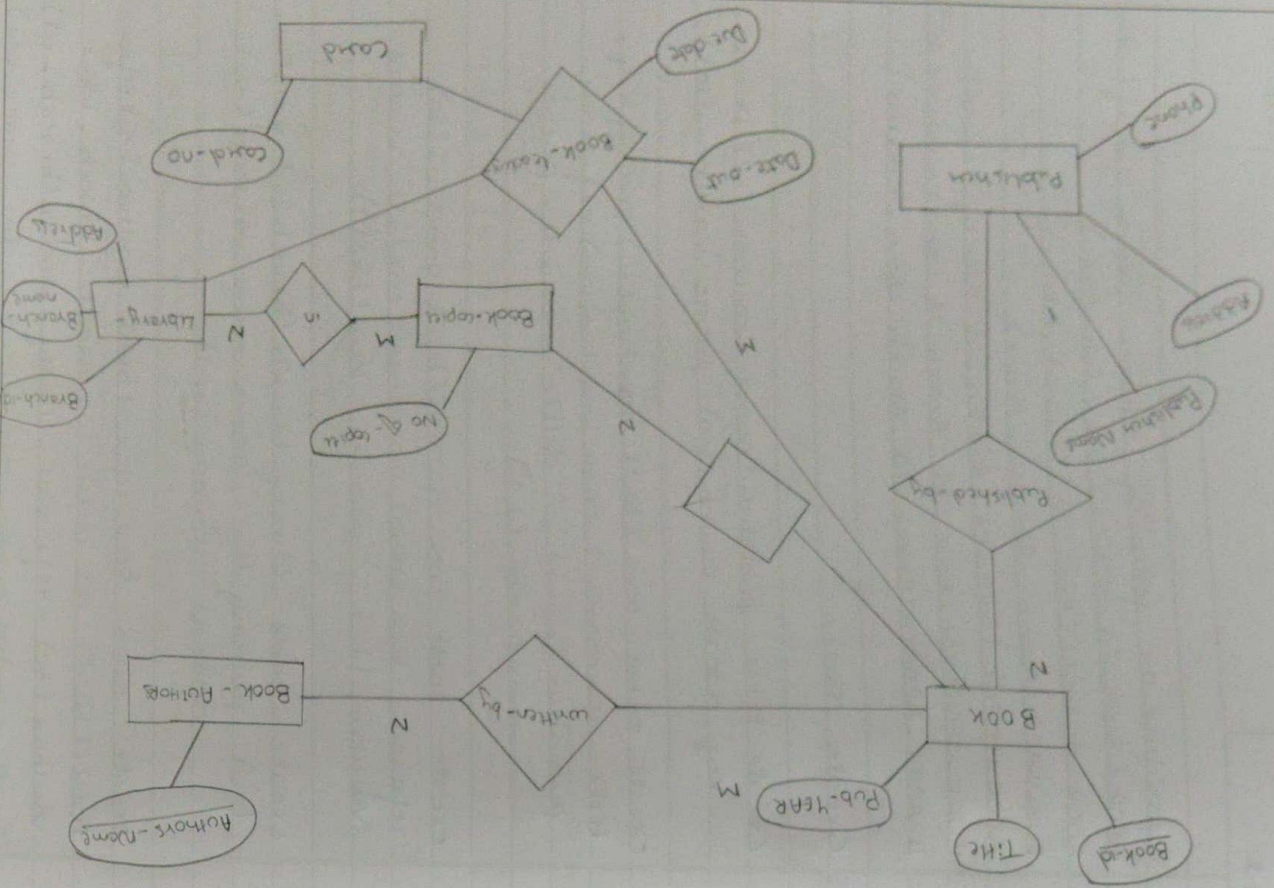 Book-id
Title
Pub-YEAR
M
BOOK
N
written-by
N
BOOK-AUTHORS
Authors-Name
Published-by
Publisher Name
1
Address
Publisher
Phone
N
No of-copies
M
Book-copies
M
in
N
Library-
Branch-id
Branch-
name
Address
Date-out
Due date
Book-lending
Card
card-no